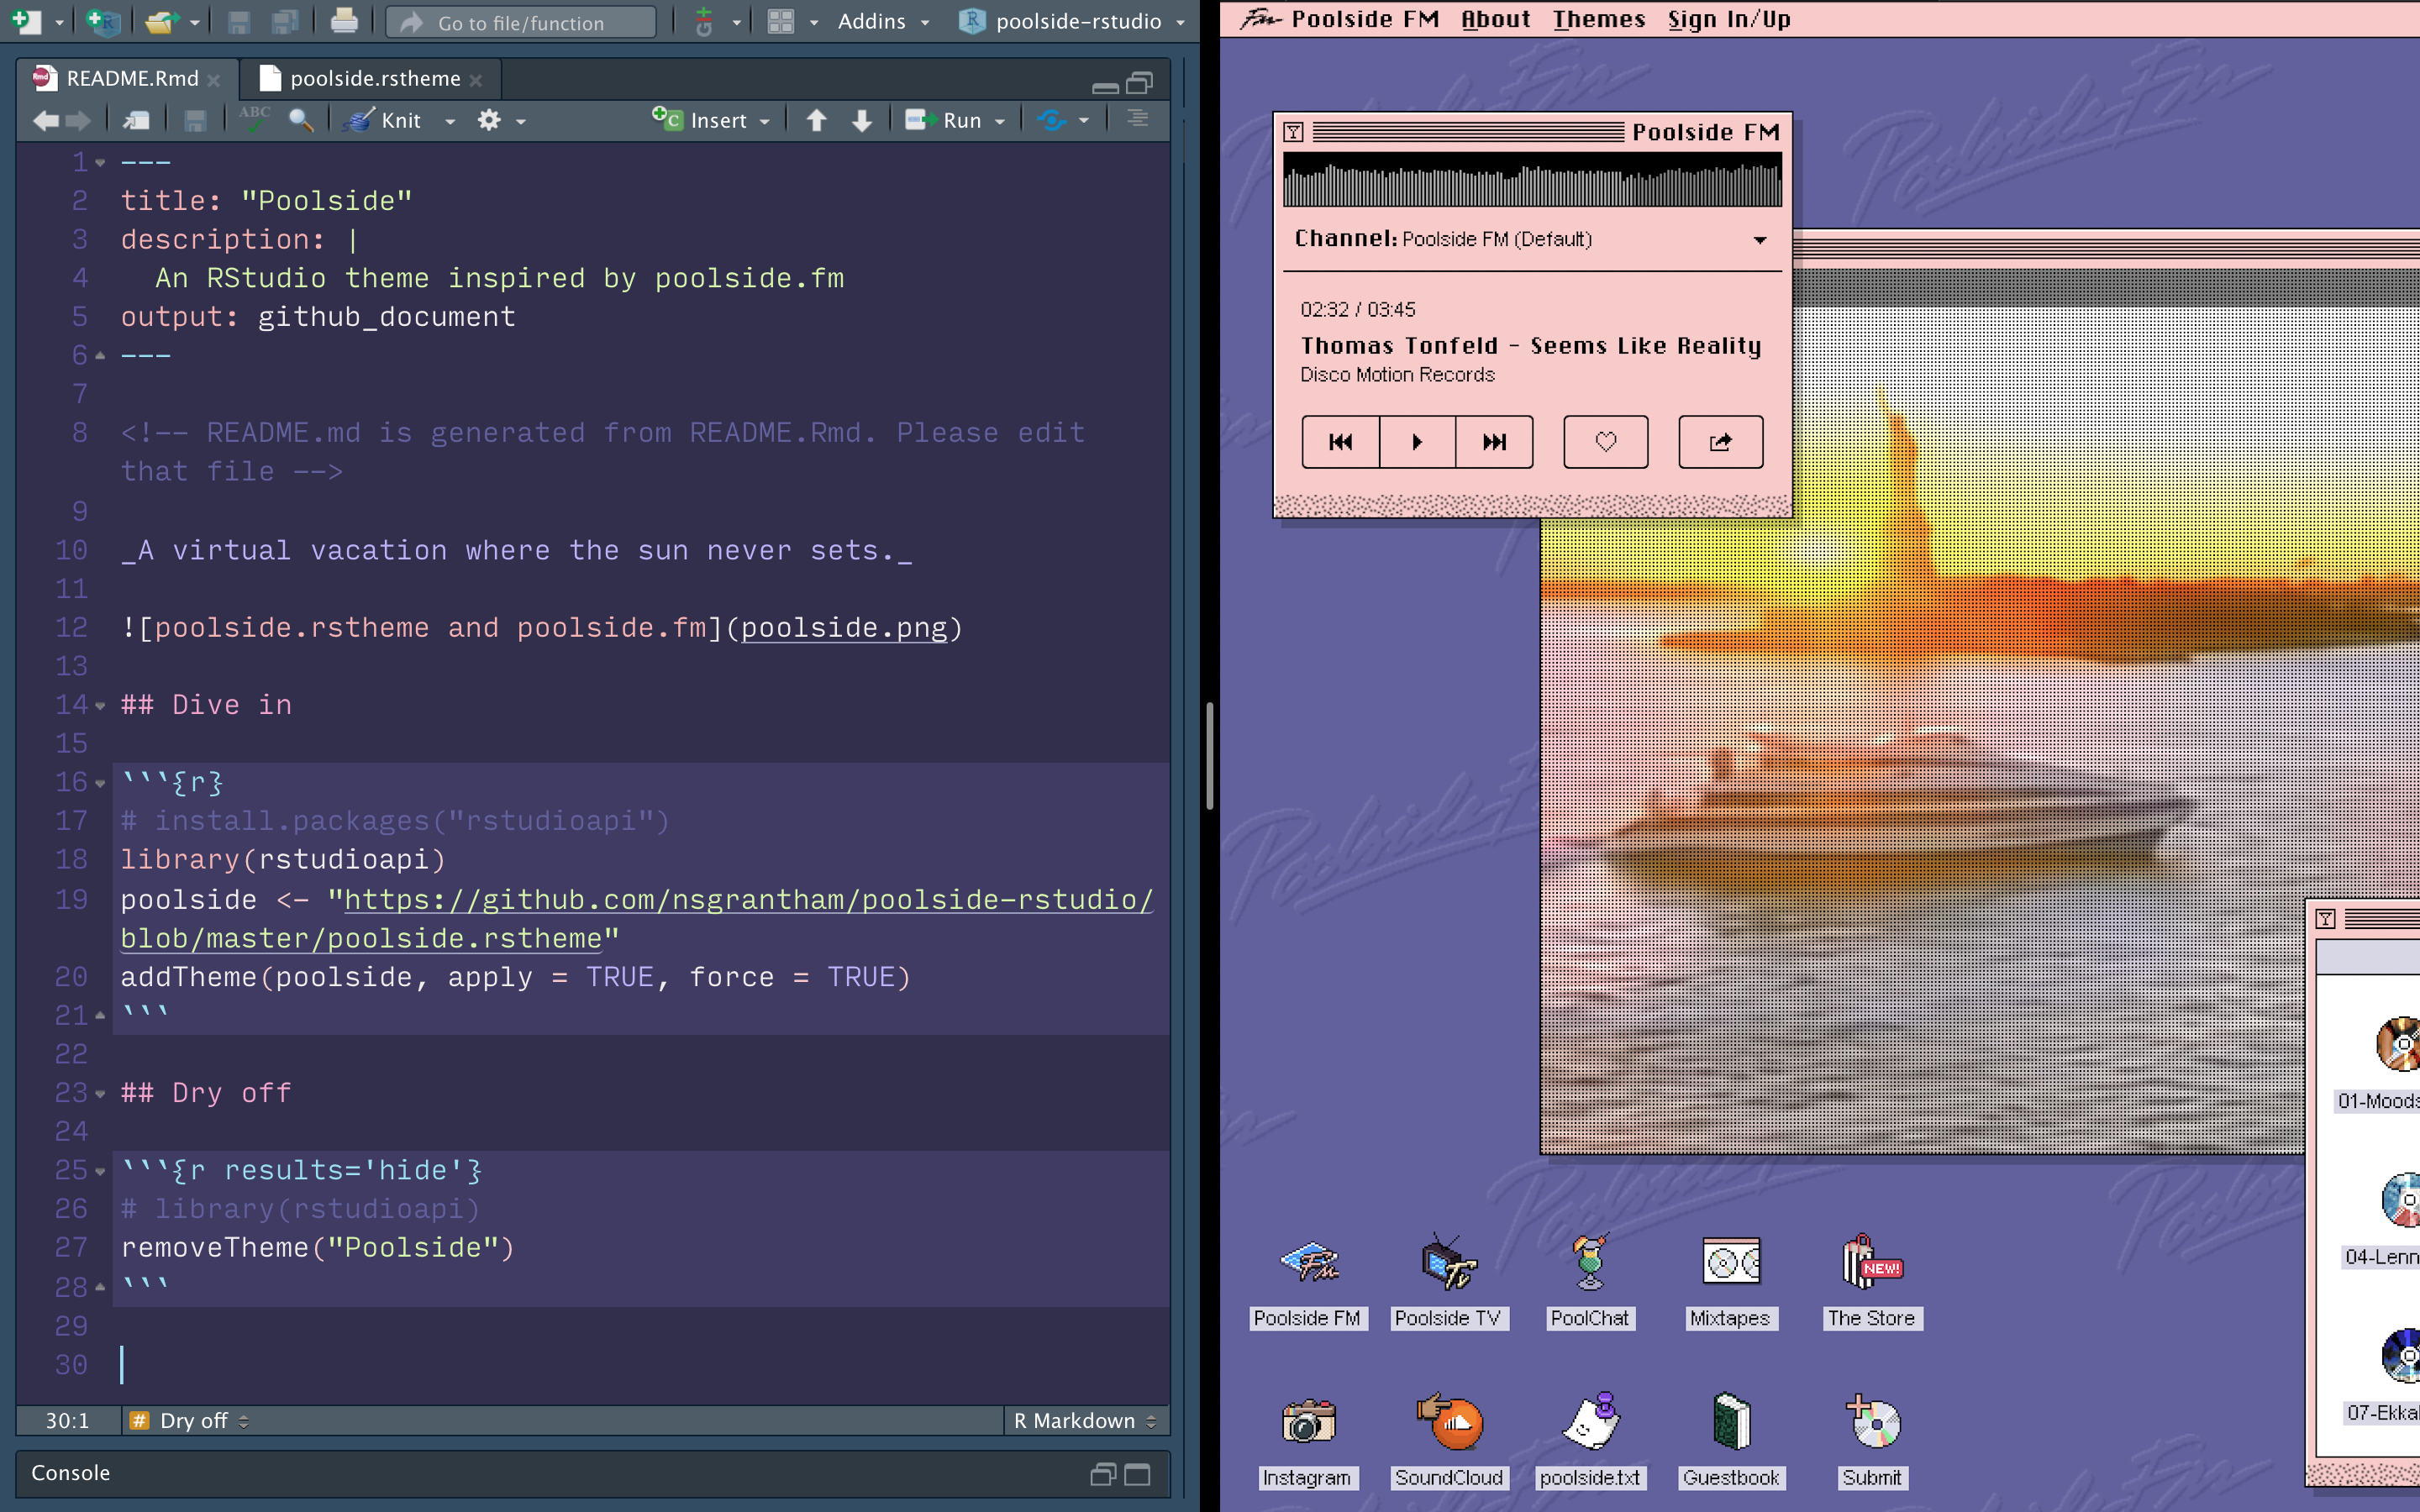 Go to file/function
Addins
poolside-rstudio
README.Rmd
poolside.rstheme
ABC
Knit
Insert
Run
1 ---
2 title: "Poolside"
3 description: |
4 An RStudio theme inspired by poolside.fm
5 output: github_document
6 ---
7
8 <!-- README.md is generated from README.Rmd. Please edit
that file -->
9
10 _A virtual vacation where the sun never sets._
11
12 ![poolside.rstheme and poolside.fm](poolside.png)
13
14 ## Dive in
15
16 ```{r}
17 # install.packages("rstudioapi")
18 library(rstudioapi)
19 poolside <- "https://github.com/nsgrantham/poolside-rstudio/
blob/master/poolside.rstheme"
20 addTheme(poolside, apply = TRUE, force = TRUE)
21 ```
22
23 ## Dry off
24
25 ```{r results='hide'}
26 # library(rstudioapi)
27 removeTheme("Poolside")
28 ```
29
30
30:1 # Dry off R Markdown
Console
Fm Poolside FM About Themes Sign In/Up
Poolside FM
Channel: Poolside FM (Default)
02:32 / 03:45
Thomas Tonfeld - Seems Like Reality
Disco Motion Records
01-Moods
04-Lenn
07-Ekka
NEW!
Poolside FM
Poolside TV
PoolChat
Mixtapes
The Store
Instagram
SoundCloud
poolside.txt
Guestbook
Submit